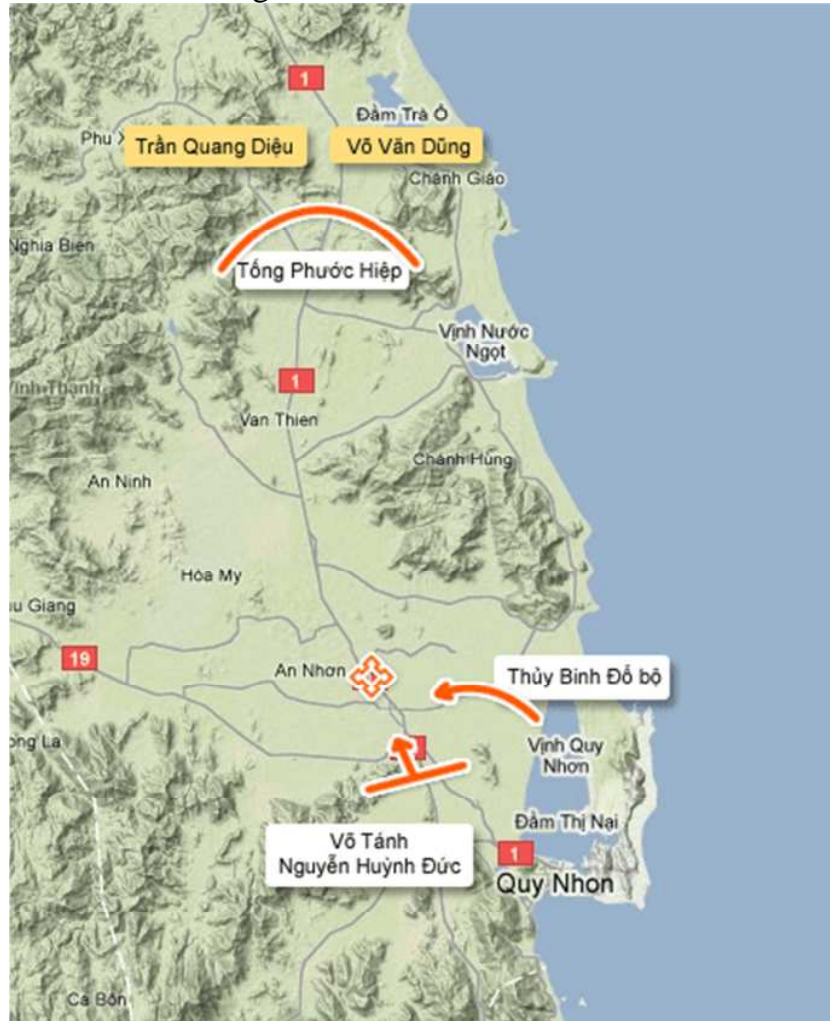 1
Đầm Trà Ổ
Phu X
Trần Quang Diệu
Võ Văn Dũng
Chánh Giáo
Nghia Bien
Tống Phước Hiệp
Vịnh Nước
Ngọt
1
Vinh Thanh
Van Thien
Chánh Hùng
An Ninh
Hòa My
u Giang
19
An Nhơn
Thủy Binh Đổ bộ
ong La
Vịnh Quy
Nhơn
Võ Tánh
Nguyễn Huỳnh Đức
Đầm Thị Nại
1
Quy Nhon
Ca Bôn